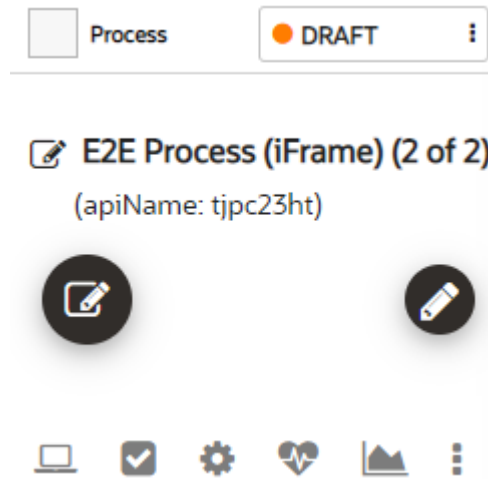 Process
DRAFT
E2E Process (iFrame) (2 of 2)
(apiName: tjpc23ht)